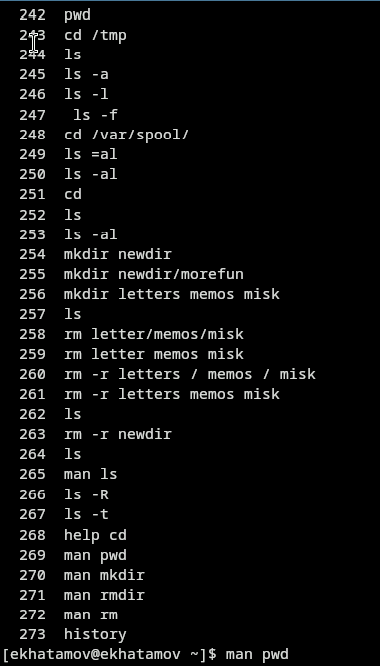 242 pwd
243 cd /tmp
244 ls
245 ls -a
246 ls -l
247  ls -f
248 cd /var/spool/
249 ls =al
250 ls -al
251 cd
252 ls
253 ls -al
254 mkdir newdir
255 mkdir newdir/morefun
256 mkdir letters memos misk
257 ls
258 rm letter/memos/misk
259 rm letter memos misk
260 rm -r letters / memos / misk
261 rm -r letters memos misk
262 ls
263 rm -r newdir
264 ls
265 man ls
266 ls -R
267 ls -t
268 help cd
269 man pwd
270 man mkdir
271 man rmdir
272 man rm
273 history
[ekhatamov@ekhatamov ~]$ man pwd